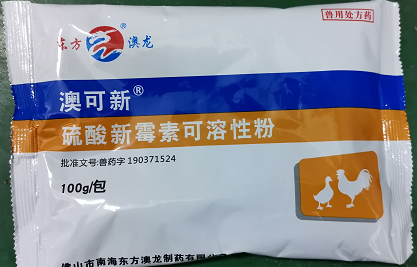 兽用处方药
东方 澳龙
澳可新®
硫酸新霉素可溶性粉
批准文号:兽药字 190371524
100g/包
佛山市南海东方澳龙制药有限公司